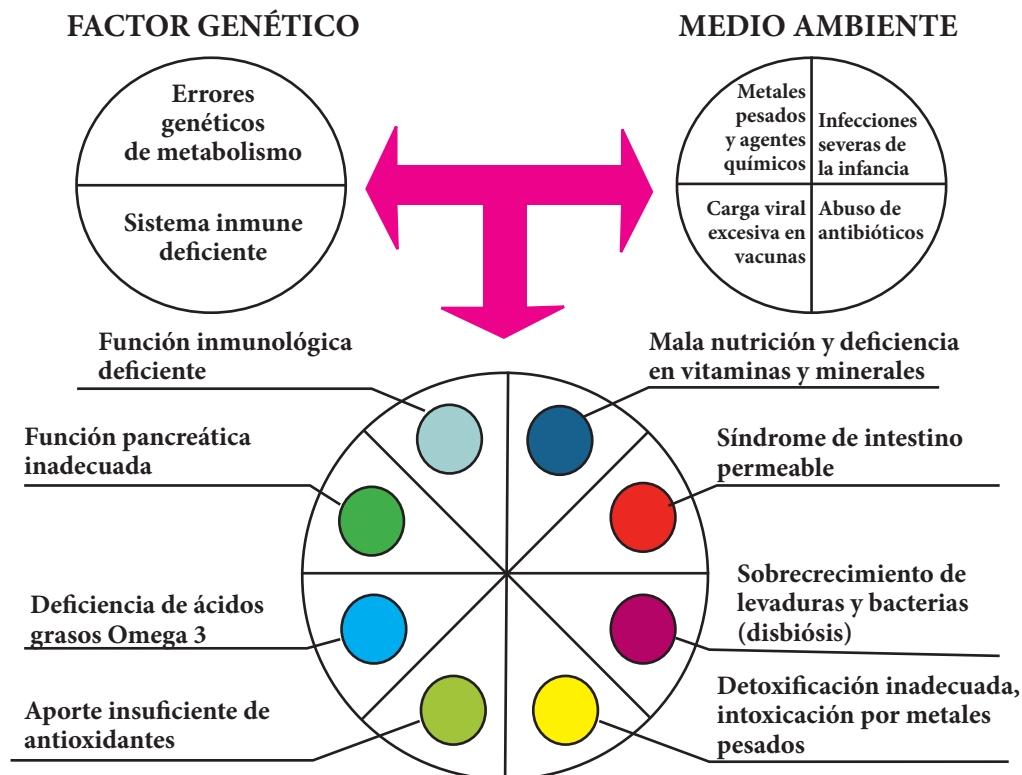 FACTOR GENÉTICO
Errores
genéticos
de metabolismo
Sistema inmune
deficiente
MEDIO AMBIENTE
Metales
pesados
y agentes
químicos
Infecciones
severas de
la infancia
Carga viral
excesiva en
vacunas
Abuso de
antibióticos
Función inmunológica
deficiente
Mala nutrición y deficiencia
en vitaminas y minerales
Función pancreática
inadecuada
Síndrome de intestino
permeable
Deficiencia de ácidos
grasos Omega 3
Sobrecrecimiento de
levaduras y bacterias
(disbiósis)
Aporte insuficiente de
antioxidantes
Detoxificación inadecuada,
intoxicación por metales
pesados